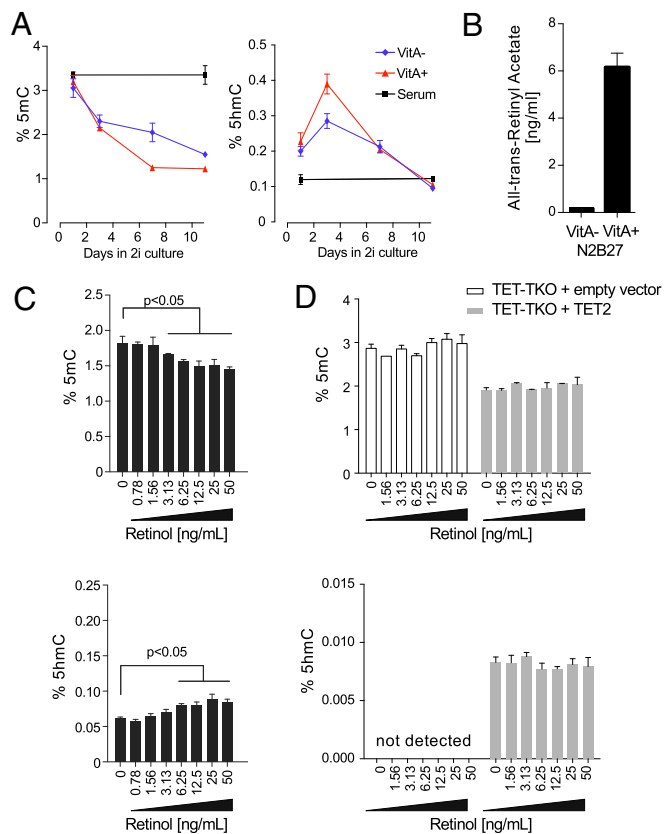 A
% 5mC
4
3
2
1
0
0 2 4 6 8 10
Days in 2i culture
% 5hmC
0.5
0.4
0.3
0.2
0.1
0.0
0 2 4 6 8 10
Days in 2i culture
VitA-
VitA+
Serum
B
All-trans-Retinyl Acetate
[ng/ml]
8
6
4
2
0
VitA- VitA+
N2B27
C
% 5mC
2.5
2.0
1.5
1.0
0.5
0
p<0.05
0 0.78 1.56 3.13 6.25 12.5 25 50
Retinol [ng/mL]
% 5hmC
0.25
0.20
0.15
0.10
0.05
0.00
p<0.05
0 0.78 1.56 3.13 6.25 12.5 25 50
Retinol [ng/mL]
D
TET-TKO + empty vector
TET-TKO + TET2
% 5mC
4
3
2
1
0
0 1.56 3.13 6.25 12.5 25 50
0 1.56 3.13 6.25 12.5 25 50
Retinol [ng/mL] Retinol [ng/mL]
% 5hmC
0.015
0.010
0.005
0.000
not detected
0 1.56 3.13 6.25 12.5 25 50
0 1.56 3.13 6.25 12.5 25 50
Retinol [ng/mL] Retinol [ng/mL]